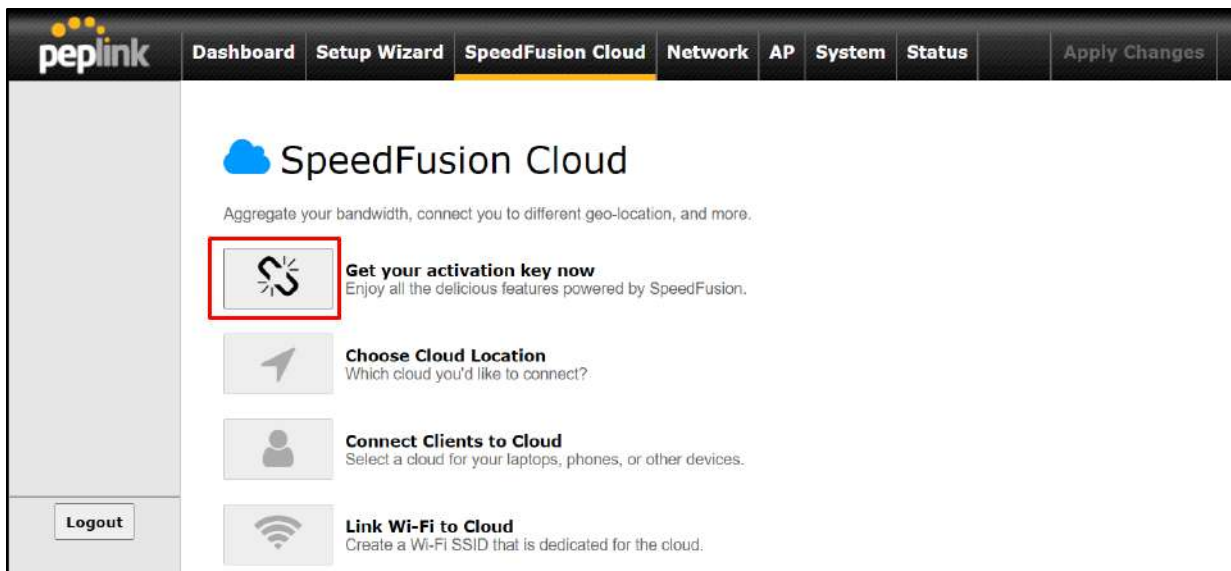 peplink
Dashboard Setup Wizard SpeedFusion Cloud Network AP System Status Apply Changes
SpeedFusion Cloud
Aggregate your bandwidth, connect you to different geo-location, and more.
Get your activation key now
Enjoy all the delicious features powered by SpeedFusion.
Choose Cloud Location
Which cloud you'd like to connect?
Connect Clients to Cloud
Select a cloud for your laptops, phones, or other devices.
Logout
Link Wi-Fi to Cloud
Create a Wi-Fi SSID that is dedicated for the cloud.